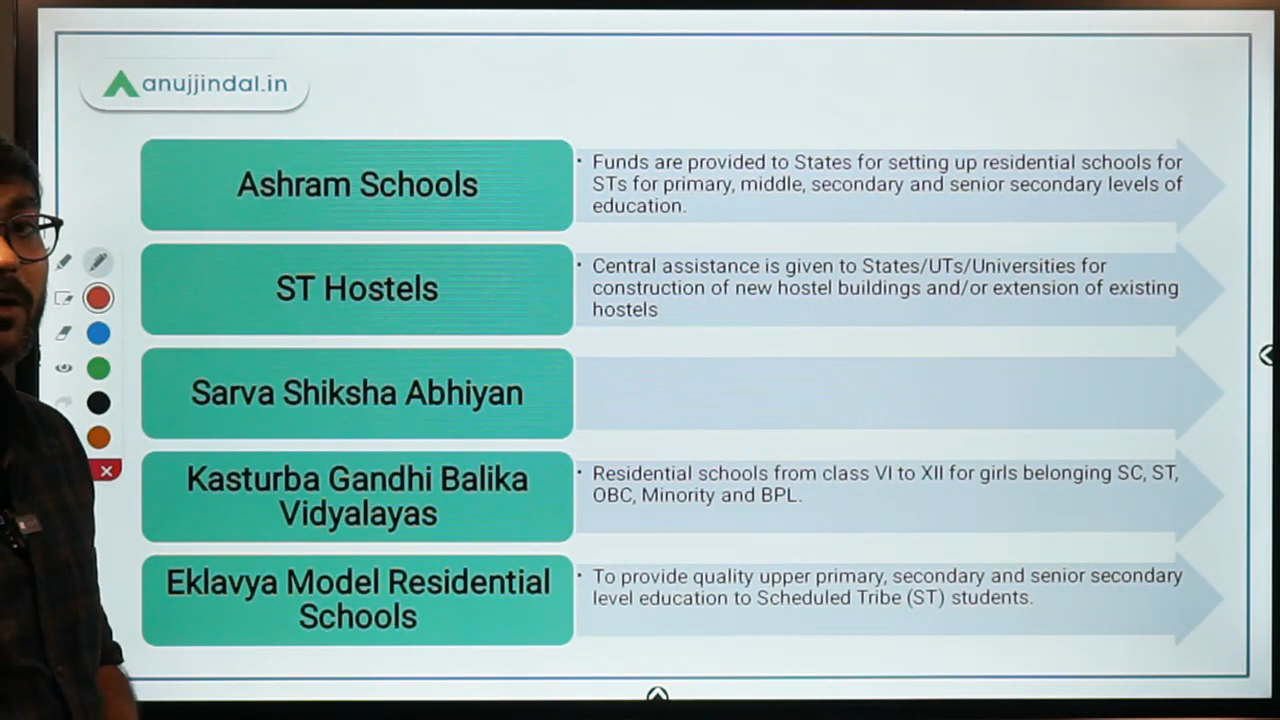 anujjindal.in
Ashram Schools
• Funds are provided to States for setting up residential schools for
STs for primary, middle, secondary and senior secondary levels of
education.
ST Hostels
• Central assistance is given to States/UTs/Universities for
construction of new hostel buildings and/or extension of existing
hostels
Sarva Shiksha Abhiyan
Kasturba Gandhi Balika
Vidyalayas
• Residential schools from class VI to XII for girls belonging SC, ST,
OBC, Minority and BPL.
Eklavya Model Residential
Schools
• To provide quality upper primary, secondary and senior secondary
level education to Scheduled Tribe (ST) students.